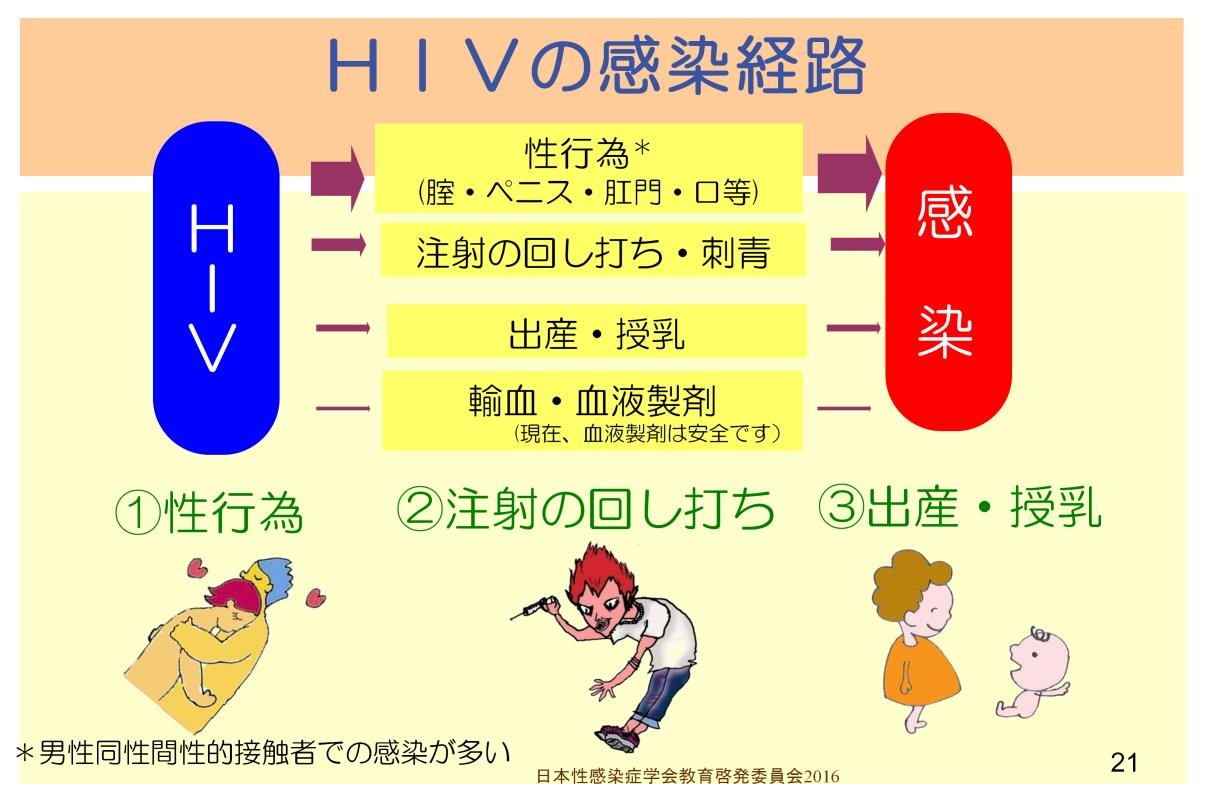 ＨＩＶの感染経路
ＨＩＶ
性行為＊
(腟・ペニス・肛門・口等)
注射の回し打ち・刺青
出産・授乳
輸血・血液製剤
(現在、血液製剤は安全です)
感染
①性行為
②注射の回し打ち
③出産・授乳
＊男性同性間性的接触者での感染が多い
日本性感染症学会教育啓発委員会2016
21